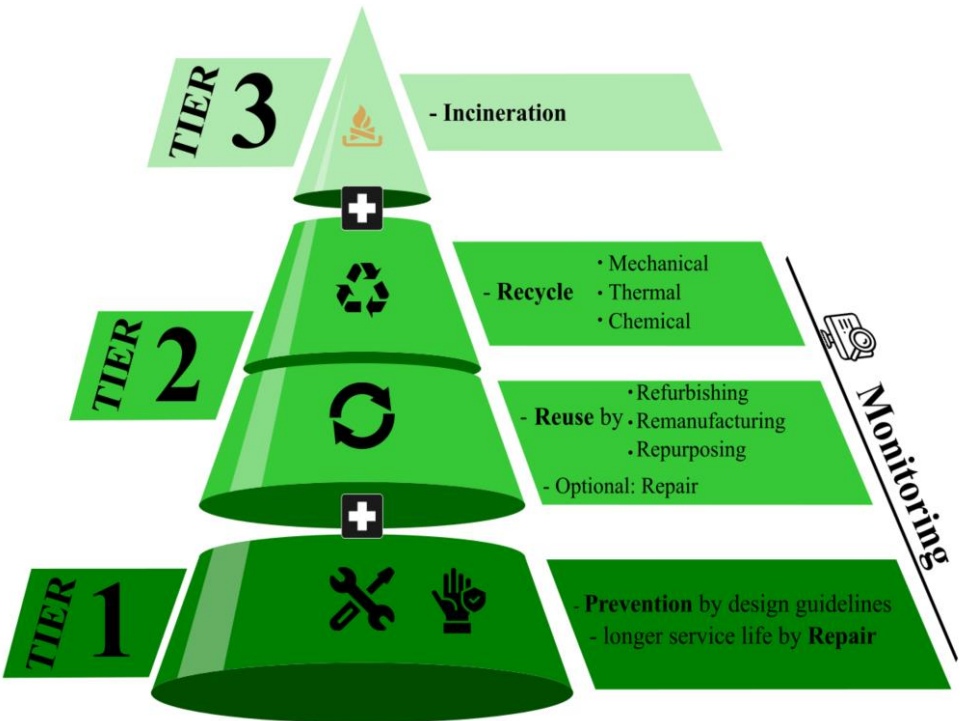 TIER 3
- Incineration
TIER 2
- Recycle
• Mechanical
• Thermal
• Chemical
- Reuse by
• Refurbishing
• Remanufacturing
• Repurposing
- Optional: Repair
Monitoring
TIER 1
- Prevention by design guidelines
- longer service life by Repair